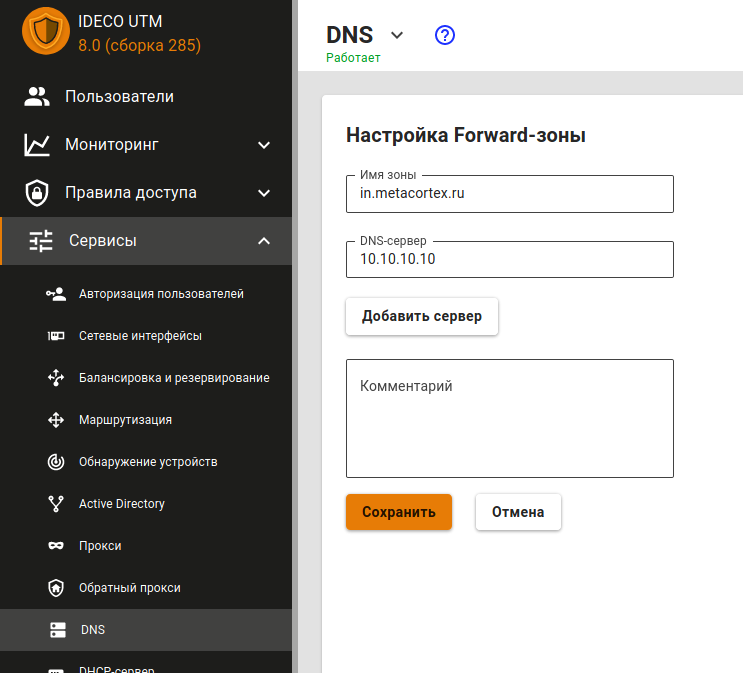 IDECO UTM
8.0 (сборка 285)
Пользователи
Мониторинг
Правила доступа
Сервисы
Авторизация пользователей
Сетевые интерфейсы
Балансировка и резервирование
Маршрутизация
Обнаружение устройств
Active Directory
Прокси
Обратный прокси
DNS
DHCP-сервер
DNS
Работает
Настройка Forward-зоны
Имя зоны
in.metacortex.ru
DNS-сервер
10.10.10.10
Добавить сервер
Комментарий
Сохранить
Отмена